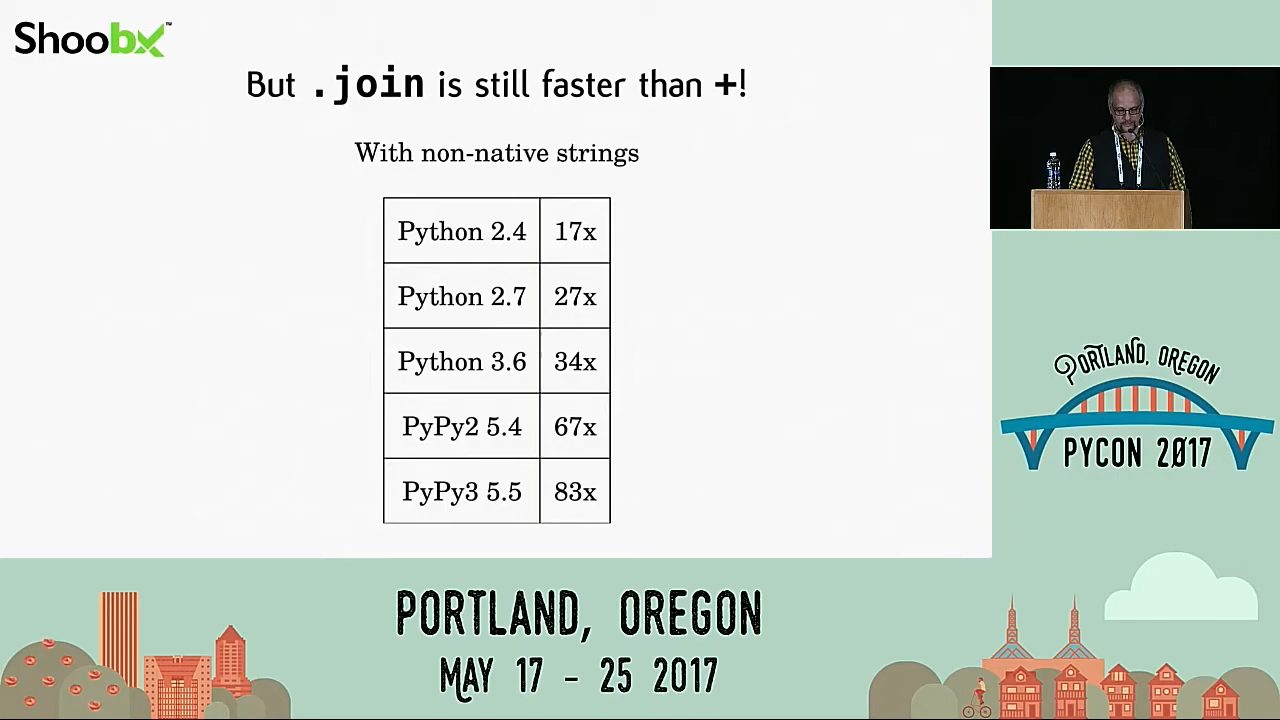 Shoobx™
But .join is still faster than +!
With non-native strings
Python 2.4 17x
Python 2.7 27x
Python 3.6 34x
PyPy2 5.4 67x
PyPy3 5.5 83x
PORTLAND, OREGON
PYCON 2017
PORTLAND, OREGON
MAY 17 - 25 2017